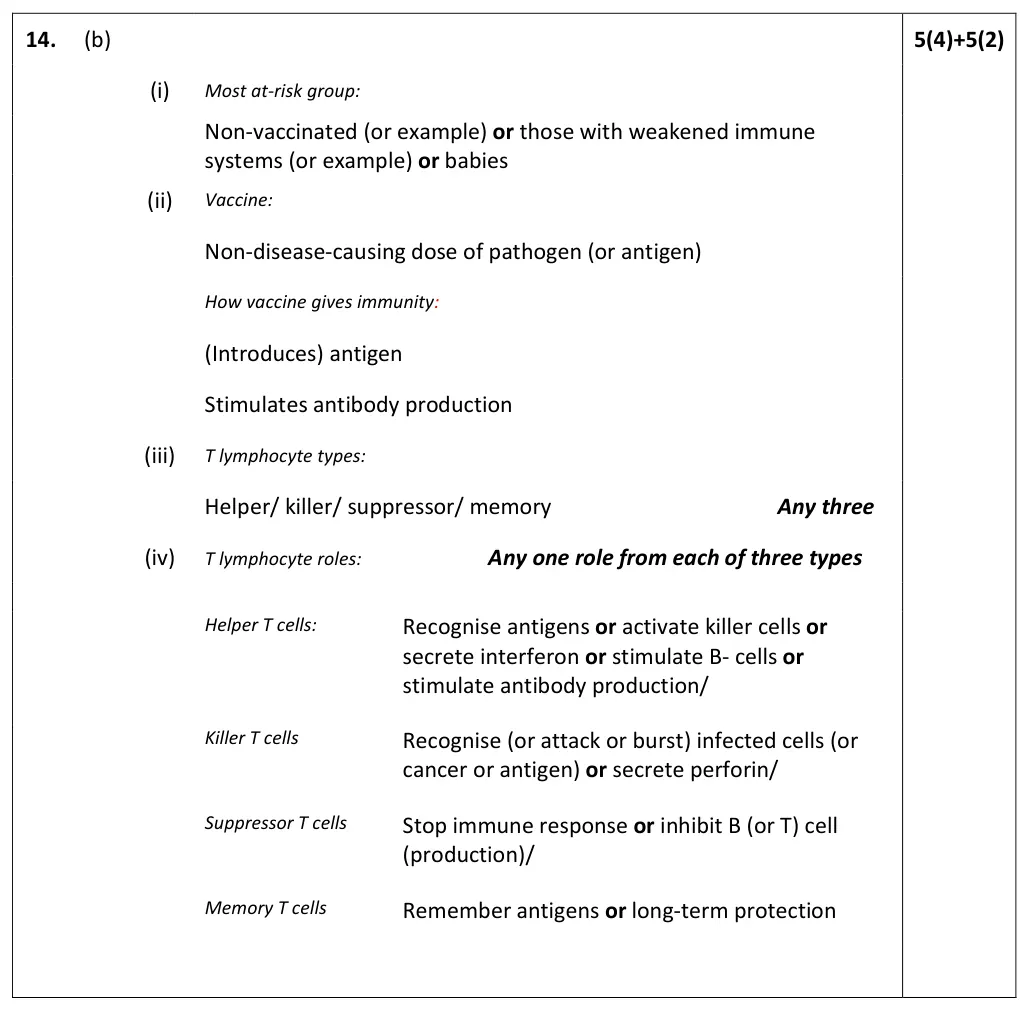 14. (b) 5(4)+5(2)
(i) Most at-risk group:
Non-vaccinated (or example) or those with weakened immune
systems (or example) or babies
(ii) Vaccine:
Non-disease-causing dose of pathogen (or antigen)
How vaccine gives immunity:
(Introduces) antigen
Stimulates antibody production
(iii) T lymphocyte types:
Helper/ killer/ suppressor/ memory Any three
(iv) T lymphocyte roles: Any one role from each of three types
Helper T cells: Recognise antigens or activate killer cells or
secrete interferon or stimulate B- cells or
stimulate antibody production/
Killer T cells Recognise (or attack or burst) infected cells (or
cancer or antigen) or secrete perforin/
Suppressor T cells Stop immune response or inhibit B (or T) cell
(production)/
Memory T cells Remember antigens or long-term protection